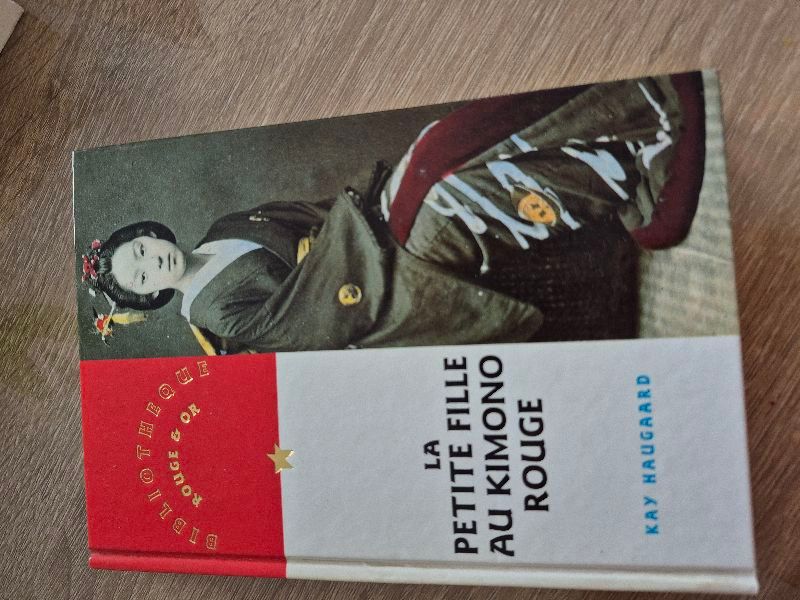 BIBLIOTHEQUE
ROUGE & OR
LA
PETITE FILLE
AU KIMONO
ROUGE
KAY HAUGAARD